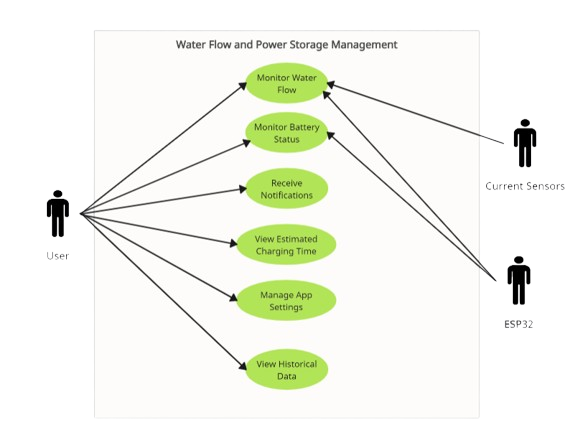 Water Flow and Power Storage Management
Monitor Water
Flow
Monitor Battery
Status
Receive
Notifications
View Estimated
Charging Time
Manage App
Settings
View Historical
Data
User
Current Sensors
ESP32